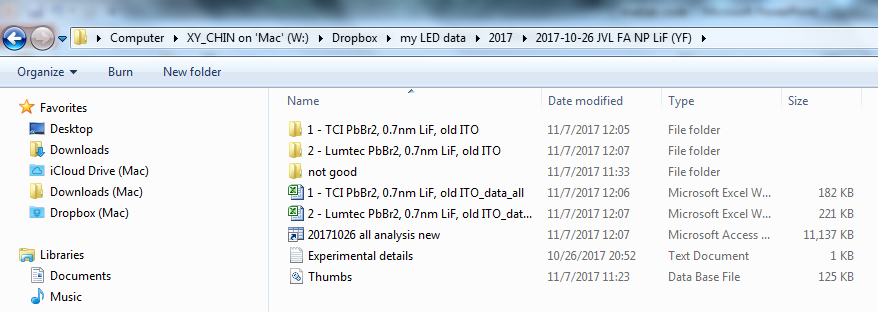 Computer ▸ XY_CHIN on 'Mac' (W:) ▸ Dropbox ▸ my LED data ▸ 2017 ▸ 2017-10-26 JVL FA NP LiF (YF) ▸
Organize Burn New folder
Favorites
Desktop
Downloads
iCloud Drive (Mac)
Downloads (Mac)
Dropbox (Mac)
Libraries
Documents
Music
Name Date modified Type Size
1 - TCI PbBr2, 0.7nm LiF, old ITO 11/7/2017 12:05 File folder
2 - Lumtec PbBr2, 0.7nm LiF, old ITO 11/7/2017 12:07 File folder
not good 11/7/2017 11:33 File folder
1 - TCI PbBr2, 0.7nm LiF, old ITO_data_all 11/7/2017 12:06 Microsoft Excel W... 182 KB
2 - Lumtec PbBr2, 0.7nm LiF, old ITO_dat... 11/7/2017 12:07 Microsoft Excel W... 221 KB
20171026 all analysis new 11/7/2017 12:07 Microsoft Access ... 11,137 KB
Experimental details 10/26/2017 20:52 Text Document 1 KB
Thumbs 11/7/2017 11:23 Data Base File 125 KB